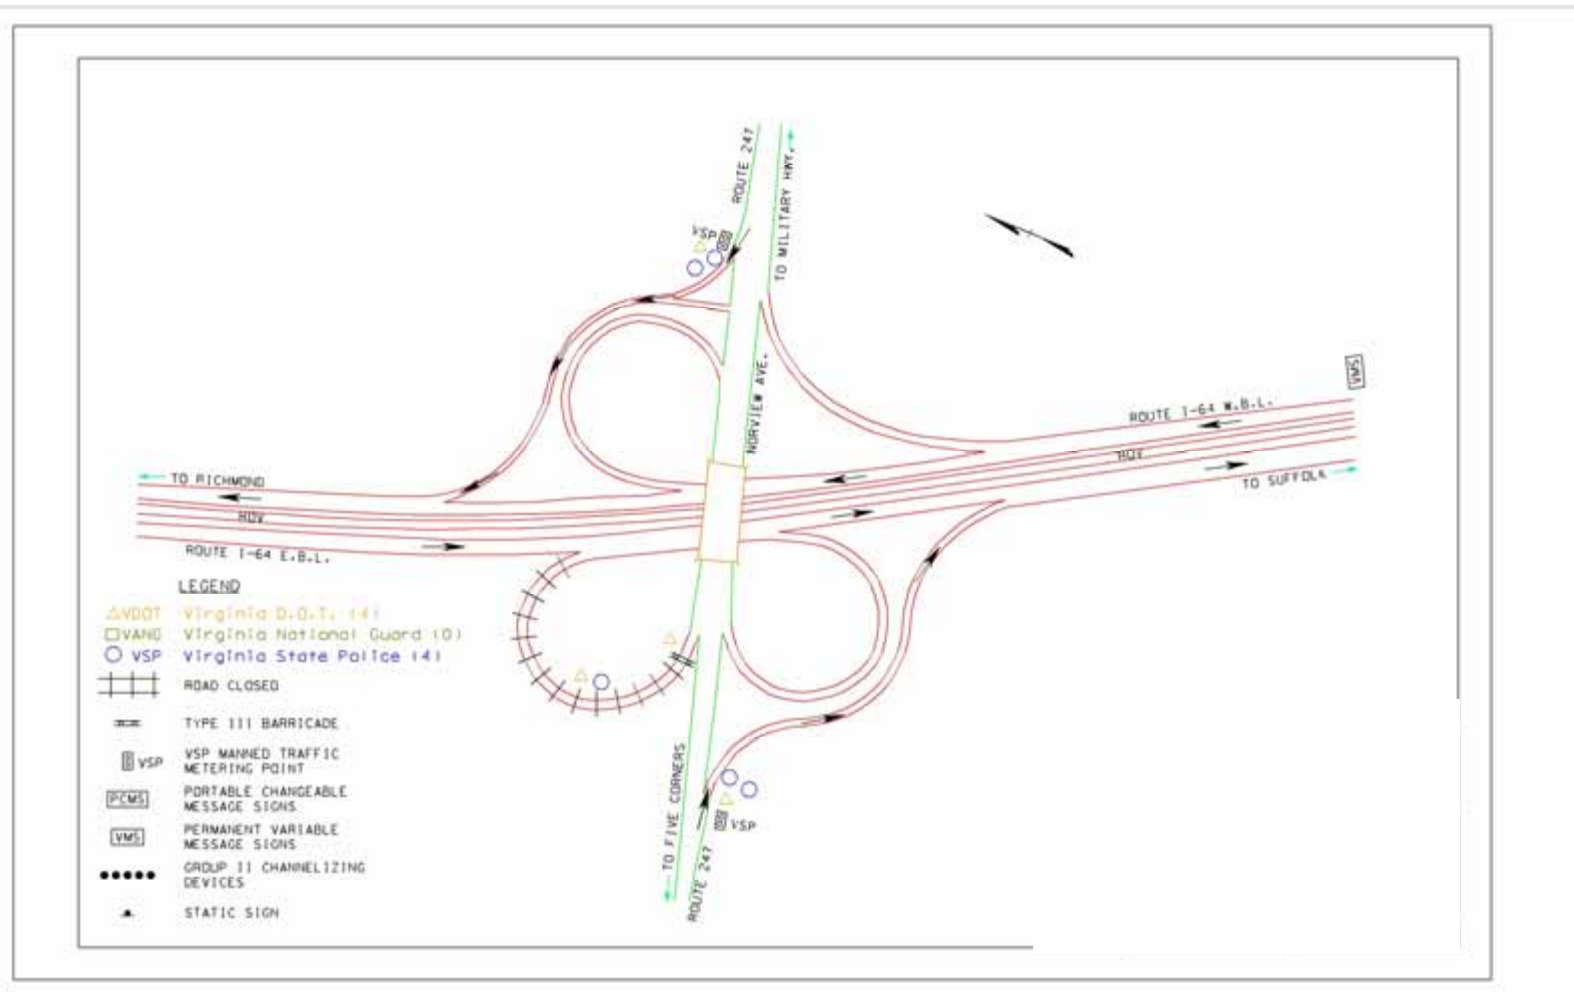 ROUTE 247
TO MILITARY HWY.
VSP
NORVIEW AVE.
VMS
ROUTE I-64 W.B.L.
HOV
TO SUFFOLK
TO RICHMOND
HOV
ROUTE I-64 E.B.L.
LEGEND
VDOT Virginia D.O.T. (4)
VANG Virginia National Guard (0)
VSP Virginia State Police (4)
ROAD CLOSED
TYPE III BARRICADE
VSP
VSP MANNED TRAFFIC
METERING POINT
PCMS
PORTABLE CHANGEABLE
MESSAGE SIGNS
VMS
PERMANENT VARIABLE
MESSAGE SIGNS
GROUP II CHANNELIZING
DEVICES
STATIC SIGN
TO FIVE CORNERS
ROUTE 247
VSP